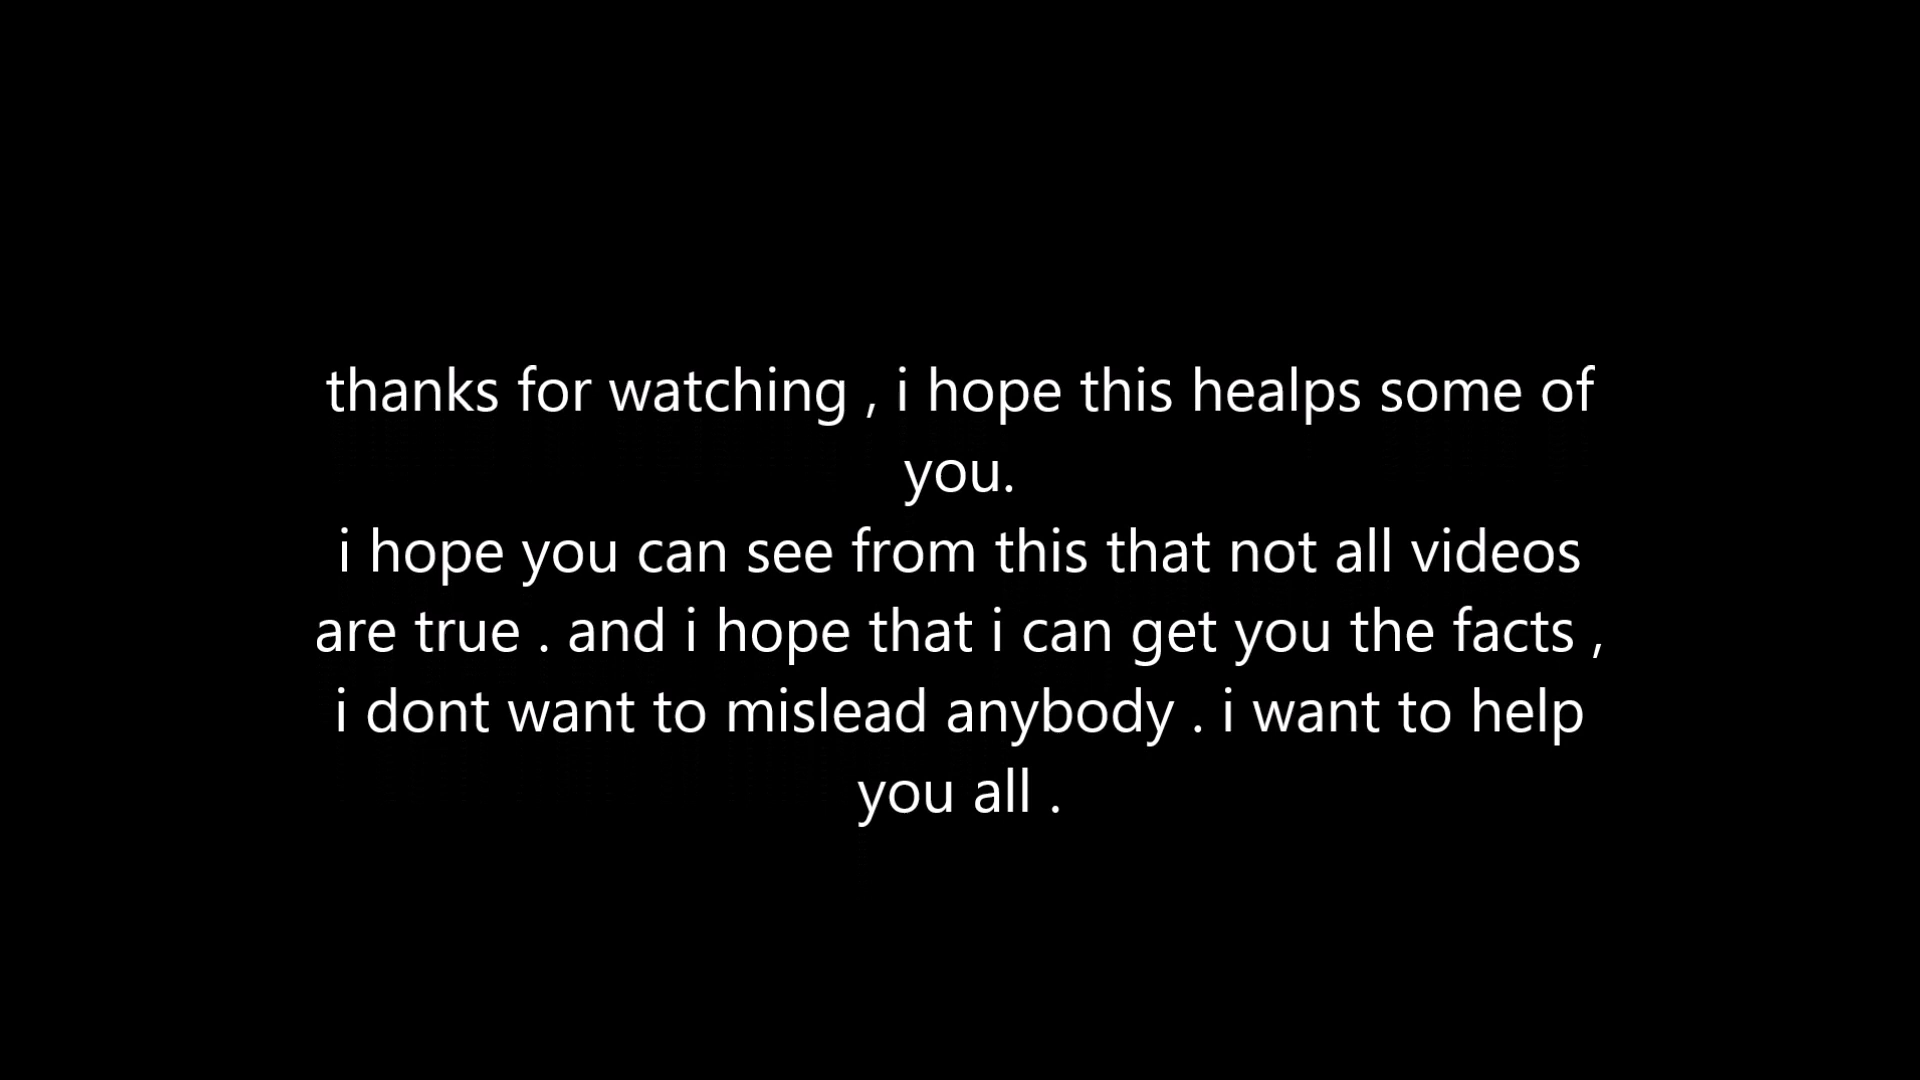 thanks for watching , i hope this healps some of
you.
i hope you can see from this that not all videos
are true . and i hope that i can get you the facts ,
i dont want to mislead anybody . i want to help
you all .